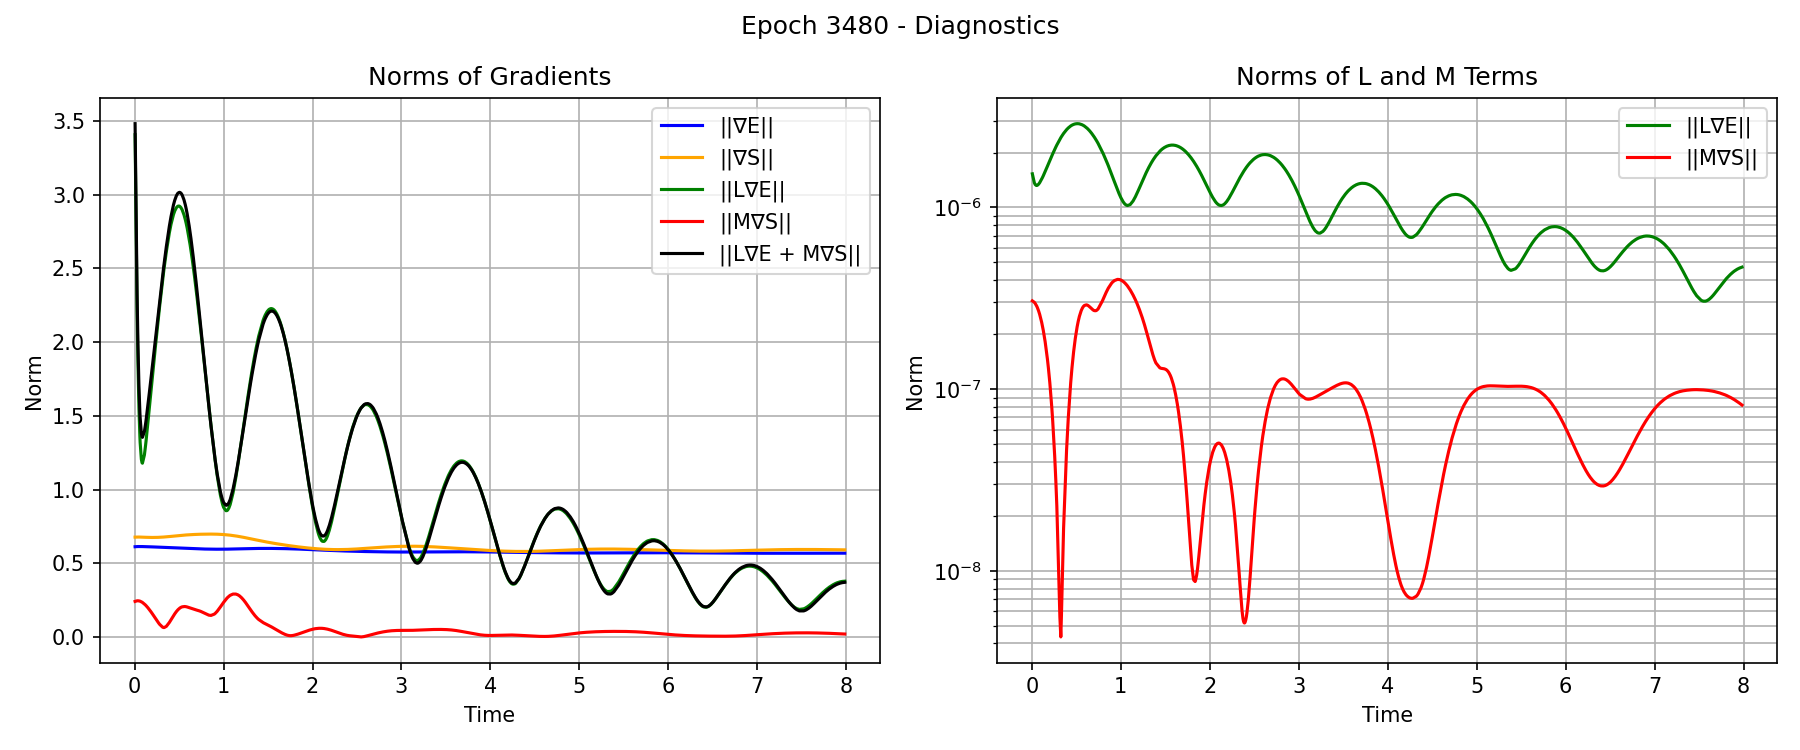 Epoch 3480 - Diagnostics
Norms of Gradients
Norm
3.5
3.0
2.5
2.0
1.5
1.0
0.5
0.0
||∇E||
||∇S||
||L∇E||
||M∇S||
||L∇E + M∇S||
0 1 2 3 4 5 6 7 8
Time
Norms of L and M Terms
Norm
10⁻⁶
10⁻⁷
10⁻⁸
||L∇E||
||M∇S||
0 1 2 3 4 5 6 7 8
Time